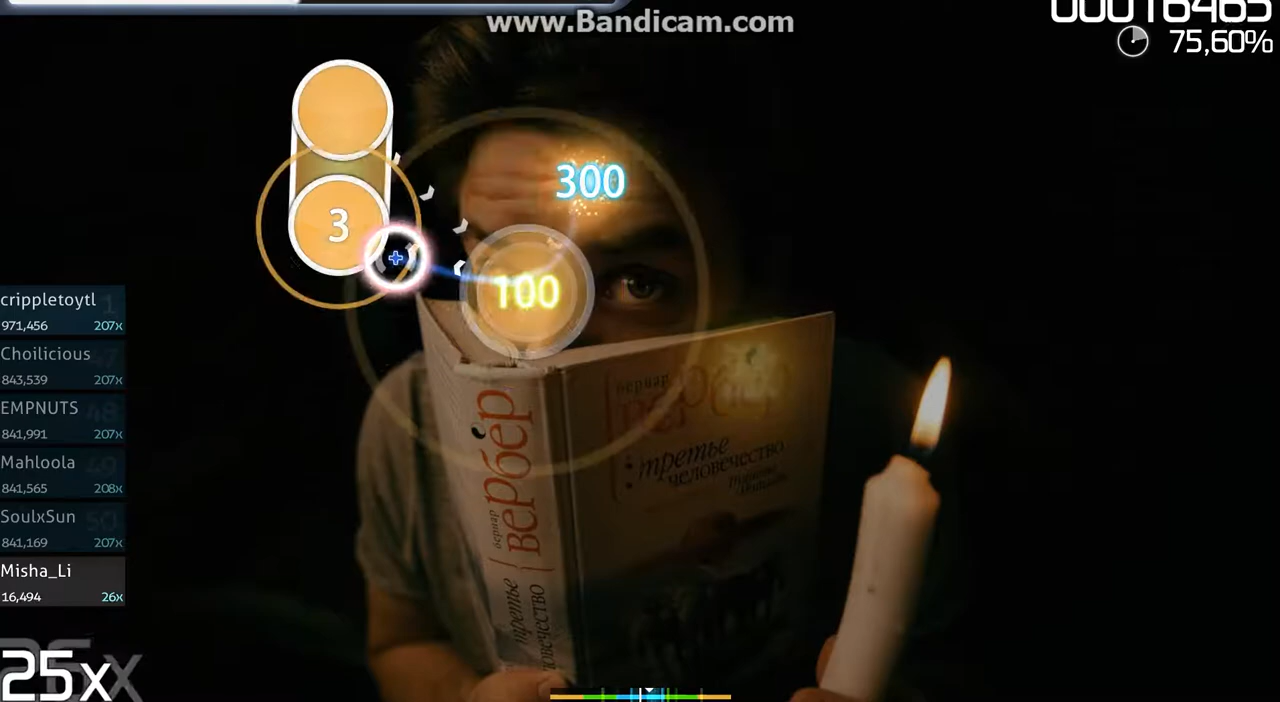 www.Bandicam.com
00016465
75,60%
300
3
100
crippletoytl
971,456 207x
Choilicious
843,539 207x
EMPNUTS
841,991 207x
Mahloola
841,565 208x
SoulxSun
841,169 207x
Misha_Li
16,494 26x
25x
бернар
вербер
третье
человечество
бернар
вербер
третье
человечество